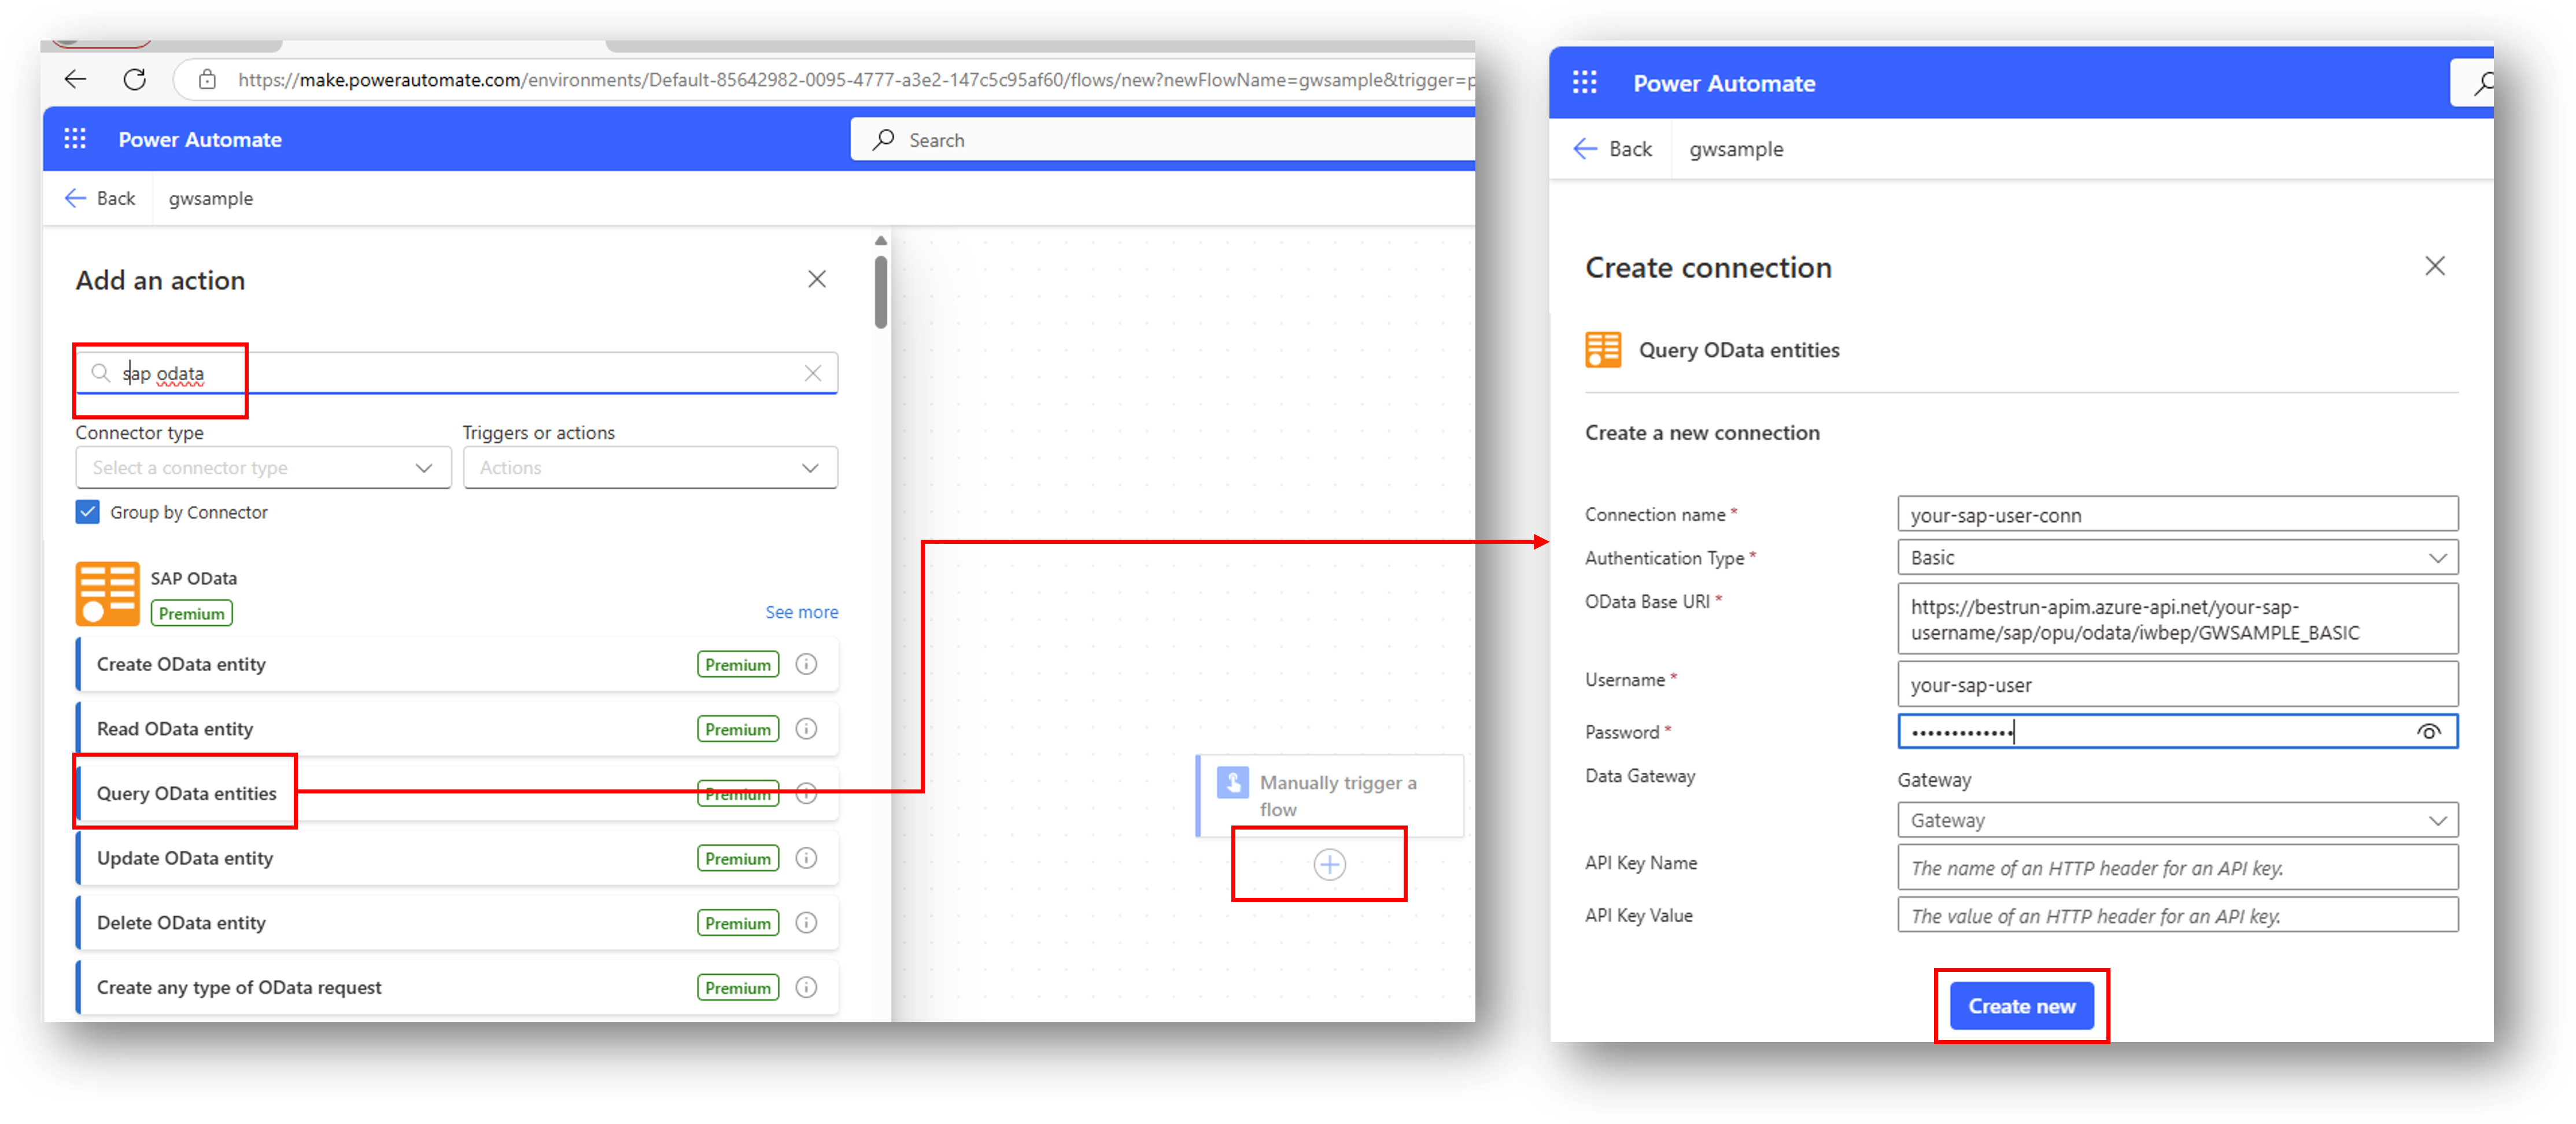 https://make.powerautomate.com/environments/Default-85642982-0095-4777-a3e2-147c5c95af60/flows/new?newFlowName=gwsample&trigger=p
Power Automate
Search
Back
gwsample
Add an action
sap odata
Connector type
Triggers or actions
Select a connector type
Actions
Group by Connector
SAP OData
Premium
See more
Create OData entity
Premium
Read OData entity
Premium
Query OData entities
Premium
Update OData entity
Premium
Delete OData entity
Premium
Create any type of OData request
Premium
Manually trigger a
flow
Power Automate
Back
gwsample
Create connection
Query OData entities
Create a new connection
Connection name *
your-sap-user-conn
Authentication Type *
Basic
OData Base URI *
https://bestrun-apim.azure-api.net/your-sap-
username/sap/opu/odata/iwbep/GWSAMPLE_BASIC
Username *
your-sap-user
Password *
•••••••••••••
Data Gateway
Gateway
Gateway
API Key Name
The name of an HTTP header for an API key.
API Key Value
The value of an HTTP header for an API key.
Create new